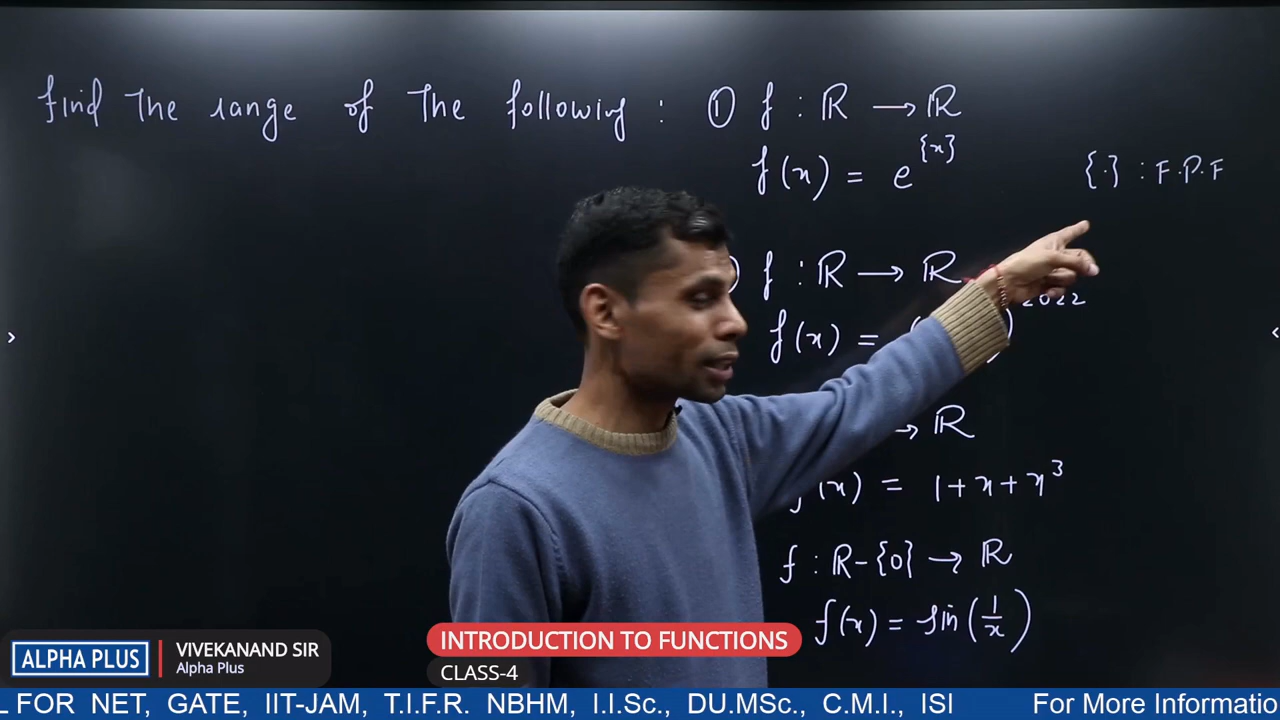 find The range of The following : ① f : ℝ → ℝ
f(x) = e^{x}
{·} : F.P.F
) f : ℝ → ℝ
f(x) = ( )^2022
→ ℝ
f(x) = 1+x+x³
f : ℝ-{0} → ℝ
f(x) = sin(1/x)
ALPHA PLUS
VIVEKANAND SIR
Alpha Plus
INTRODUCTION TO FUNCTIONS
CLASS-4
FOR NET, GATE, IIT-JAM, T.I.F.R. NBHM, I.I.Sc., DU.MSc., C.M.I., ISI For More